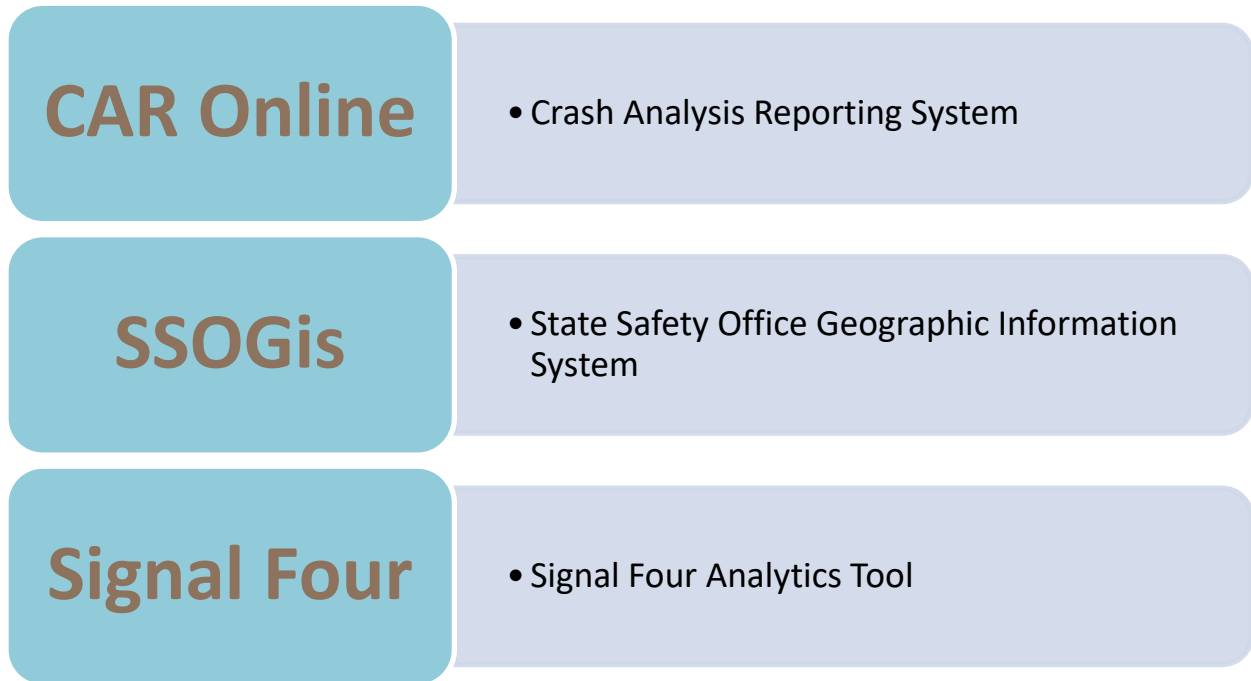 CAR Online
• Crash Analysis Reporting System
SSOGis
• State Safety Office Geographic Information
System
Signal Four
• Signal Four Analytics Tool